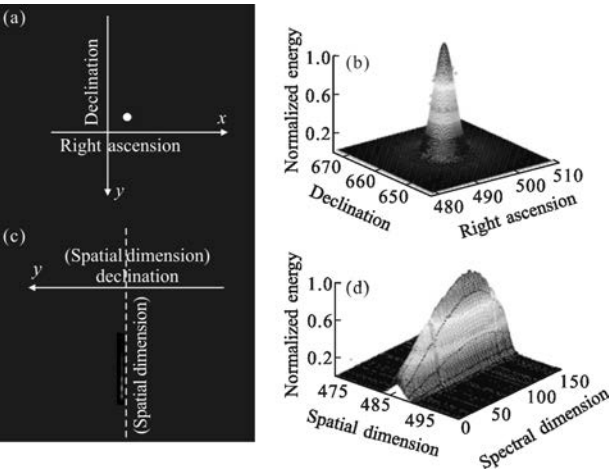 (a)
Declination
x
Right ascension
y
(b)
Normalized energy
1.0
0.6
0.2
670
660
650
Declination
480
490
500
510
Right ascension
(c)
(Spatial dimension)
y
declination
(Spatial dimension)
(d)
Normalized energy
1.0
0.6
0.2
475
485
495
Spatial dimension
0
50
100
150
Spectral dimension